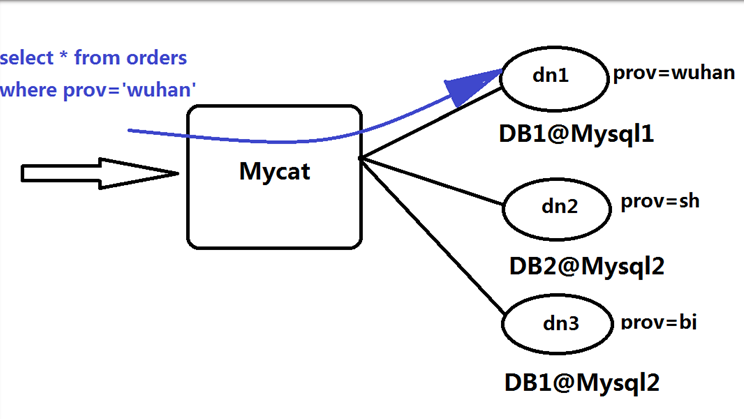 select * from orders
where prov='wuhan'
Mycat
dn1
prov=wuhan
DB1@Mysql1
dn2
prov=sh
DB2@Mysql2
dn3
prov=bi
DB1@Mysql2